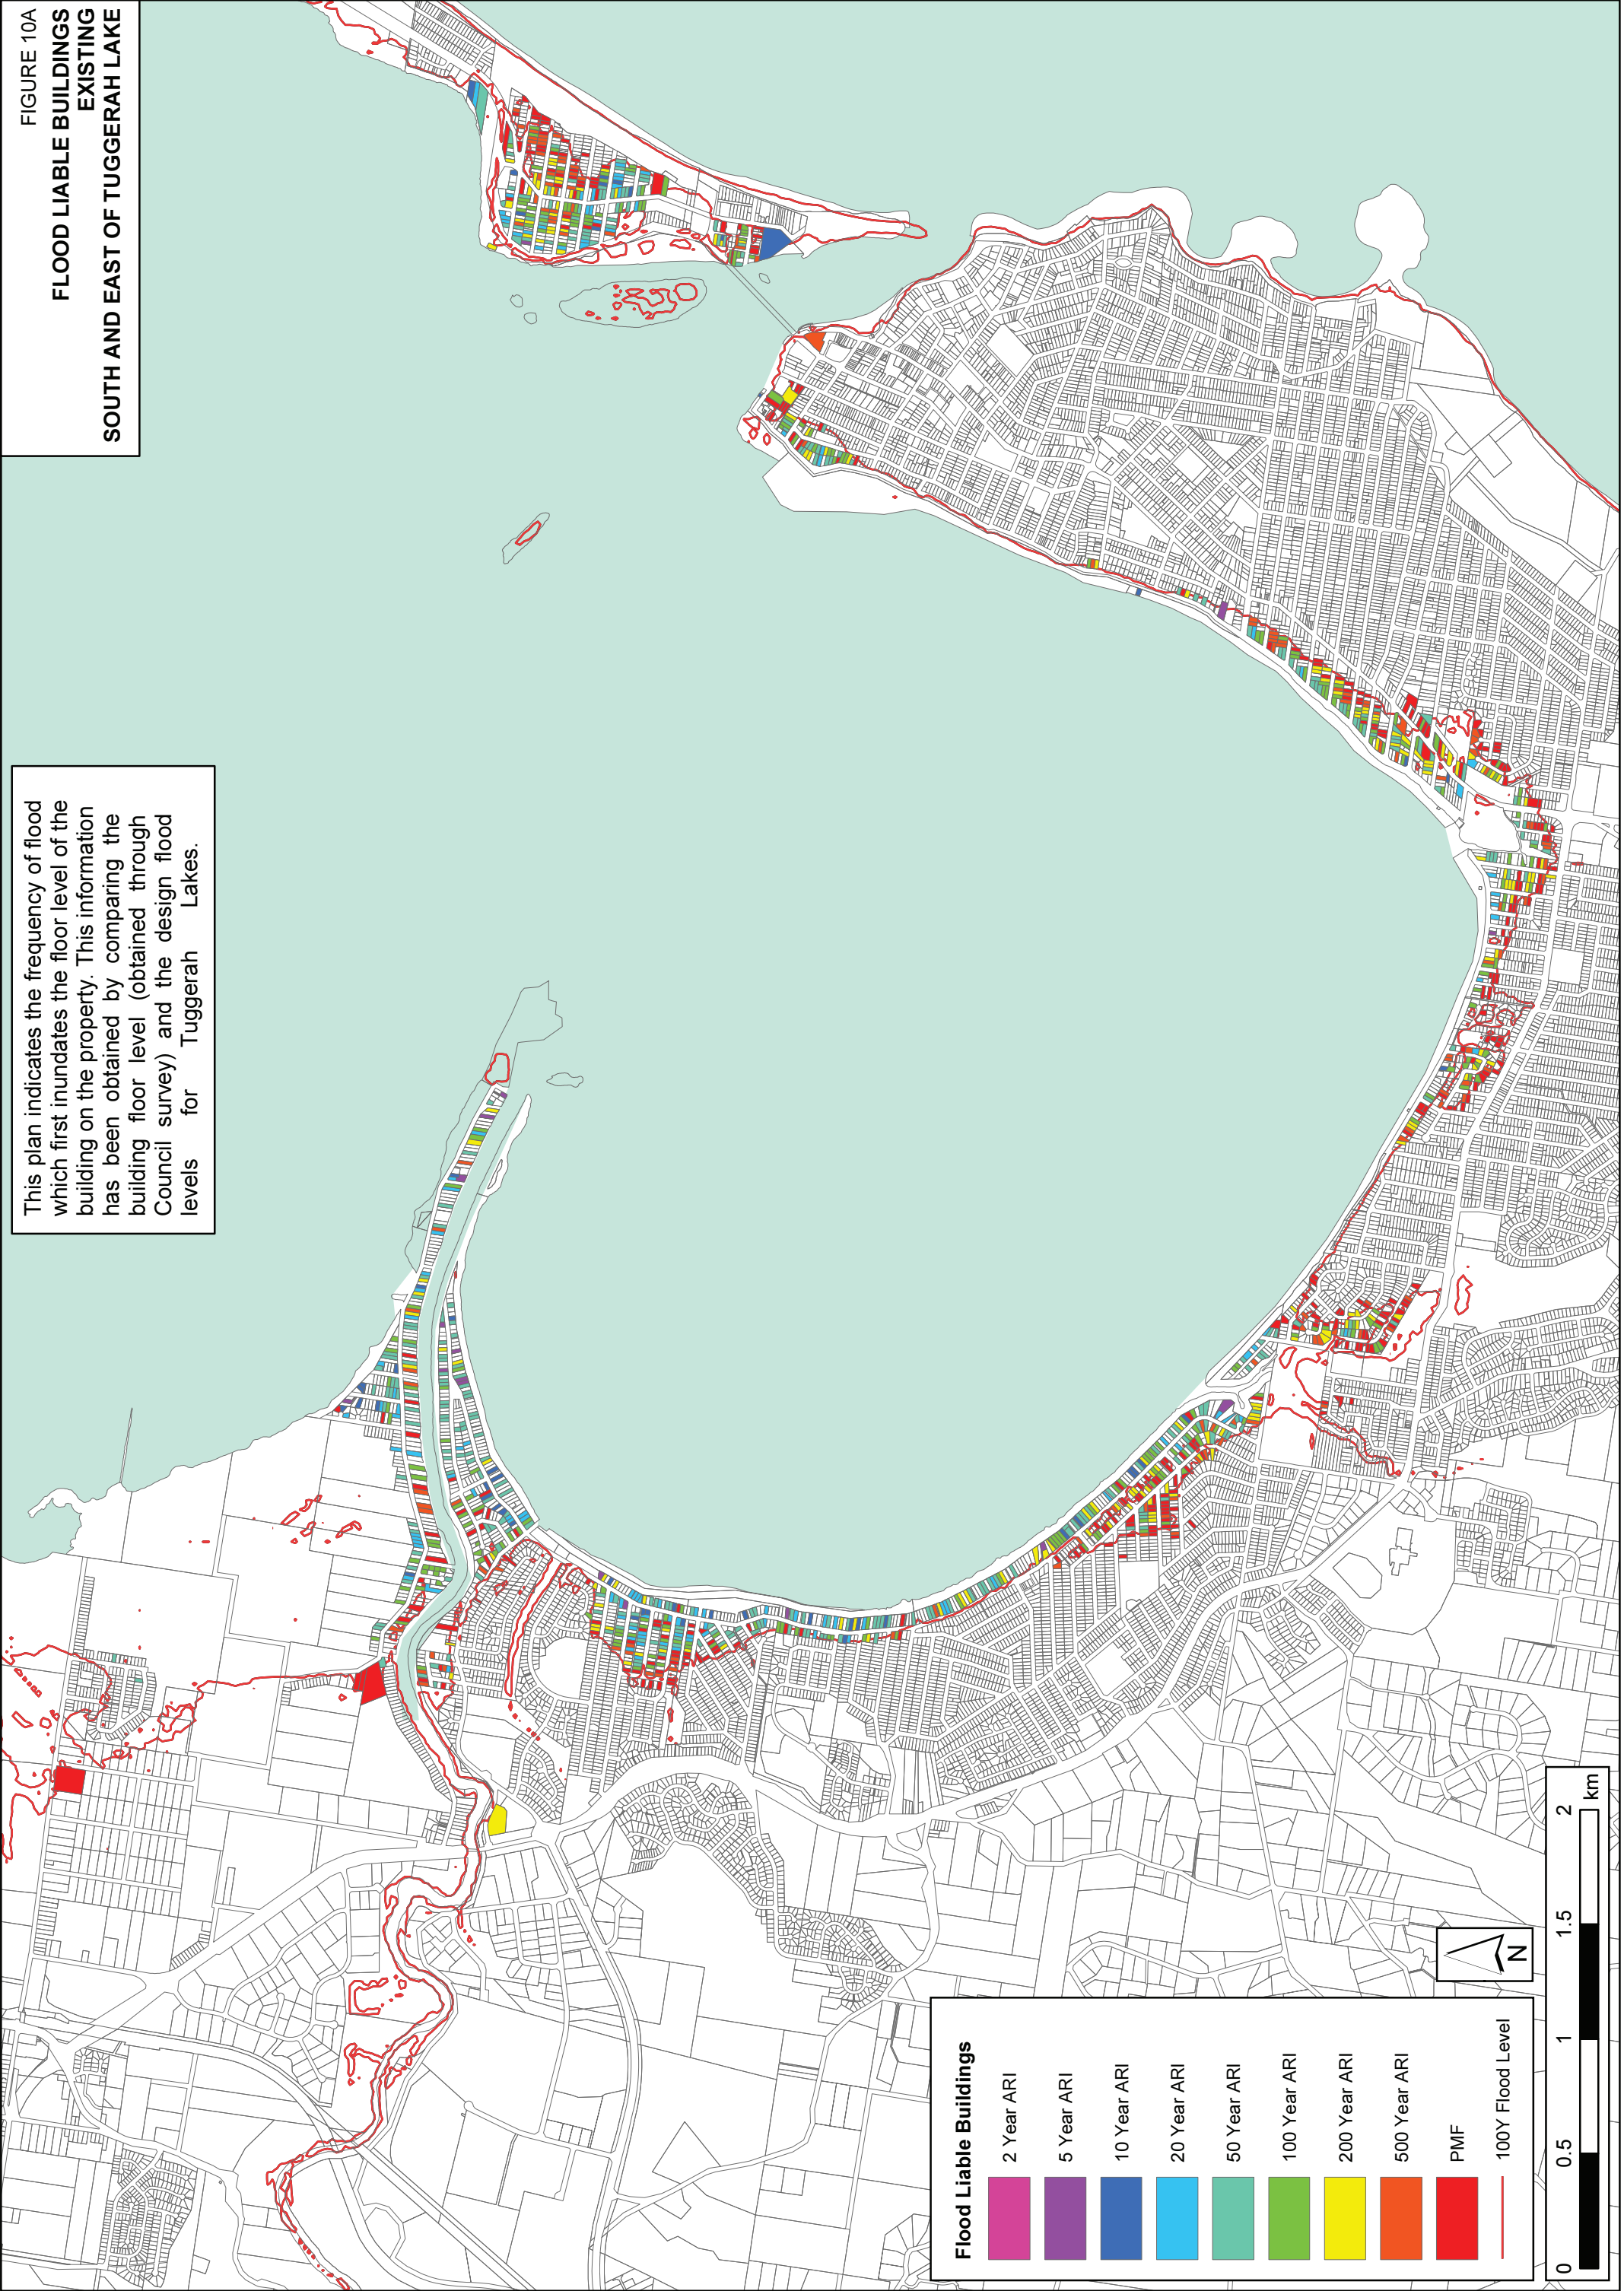 FIGURE 10A
FLOOD LIABLE BUILDINGS
EXISTING
SOUTH AND EAST OF TUGGERAH LAKE
This plan indicates the frequency of flood
which first inundates the floor level of the
building on the property. This information
has been obtained by comparing the
building floor level (obtained through
Council survey) and the design flood
levels for Tuggerah Lakes.
Flood Liable Buildings
2 Year ARI
5 Year ARI
10 Year ARI
20 Year ARI
50 Year ARI
100 Year ARI
200 Year ARI
500 Year ARI
PMF
100Y Flood Level
N
0 0.5 1 1.5 2
km